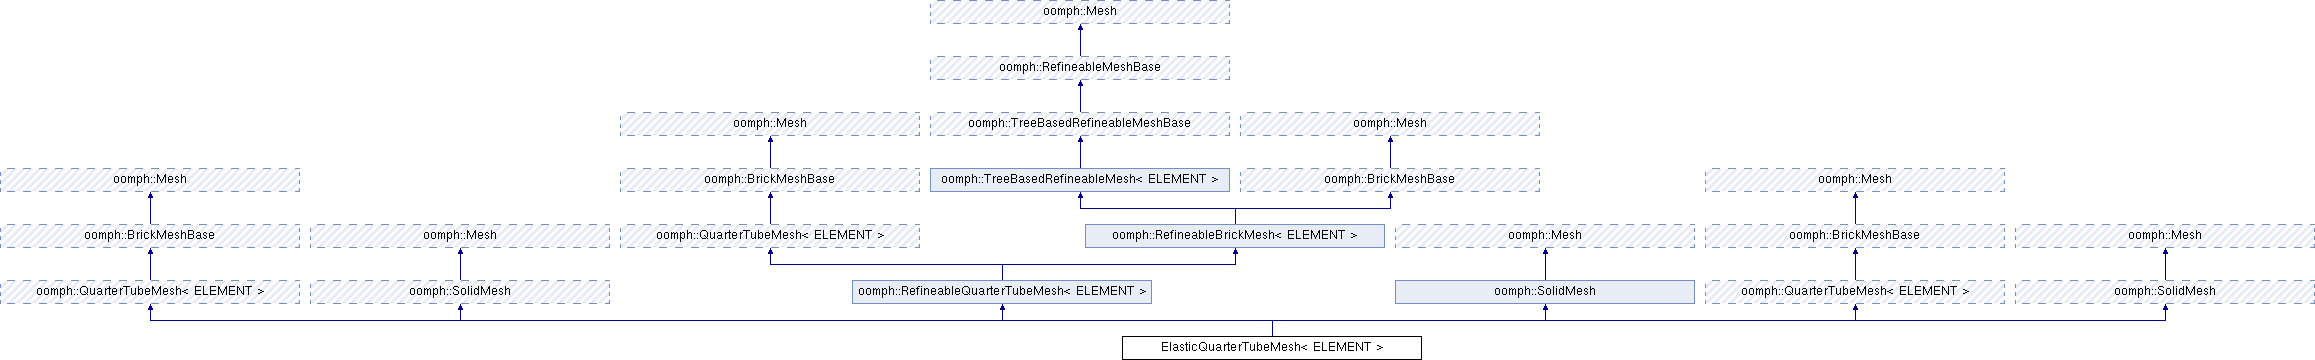 oomph::Mesh
oomph::RefineableMeshBase
oomph::Mesh
oomph::TreeBasedRefineableMeshBase
oomph::Mesh
oomph::Mesh
oomph::BrickMeshBase
oomph::TreeBasedRefineableMesh< ELEMENT >
oomph::BrickMeshBase
oomph::Mesh
oomph::BrickMeshBase
oomph::Mesh
oomph::QuarterTubeMesh< ELEMENT >
oomph::RefineableBrickMesh< ELEMENT >
oomph::Mesh
oomph::BrickMeshBase
oomph::Mesh
oomph::QuarterTubeMesh< ELEMENT >
oomph::SolidMesh
oomph::RefineableQuarterTubeMesh< ELEMENT >
oomph::SolidMesh
oomph::QuarterTubeMesh< ELEMENT >
oomph::SolidMesh
ElasticQuarterTubeMesh< ELEMENT >